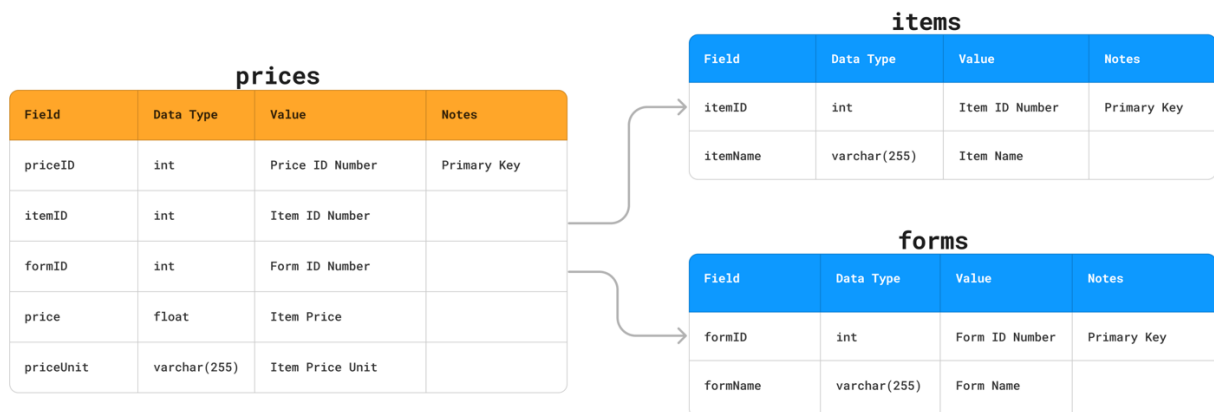 prices
Field Data Type Value Notes
priceID int Price ID Number Primary Key
itemID int Item ID Number
formID int Form ID Number
price float Item Price
priceUnit varchar(255) Item Price Unit
items
Field Data Type Value Notes
itemID int Item ID Number Primary Key
itemName varchar(255) Item Name
forms
Field Data Type Value Notes
formID int Form ID Number Primary Key
formName varchar(255) Form Name